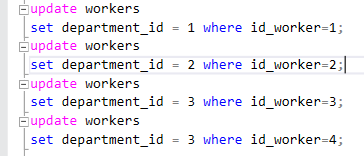 update workers
set department_id = 1 where id_worker=1;
update workers
set department_id = 2 where id_worker=2;
update workers
set department_id = 3 where id_worker=3;
update workers
set department_id = 3 where id_worker=4;